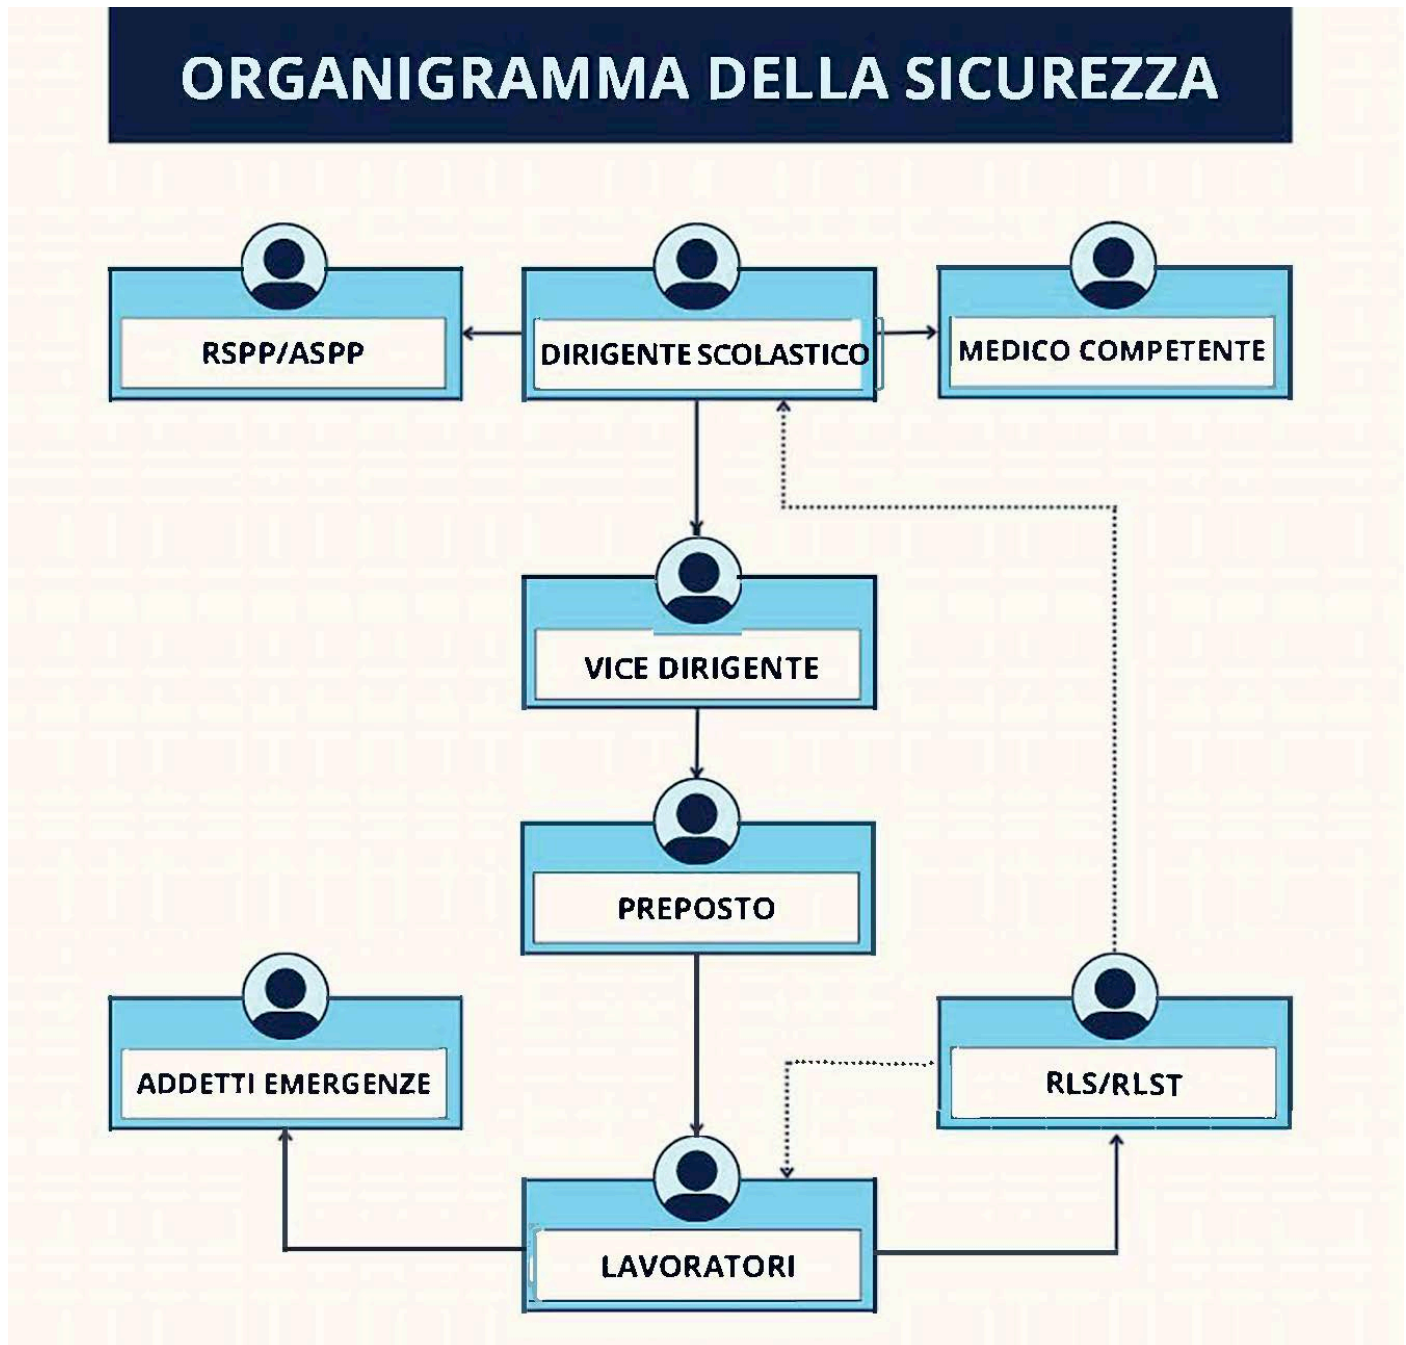 ORGANIGRAMMA DELLA SICUREZZA
RSPP/ASPP
DIRIGENTE SCOLASTICO
MEDICO COMPETENTE
VICE DIRIGENTE
PREPOSTO
ADDETTI EMERGENZE
RLS/RLST
LAVORATORI